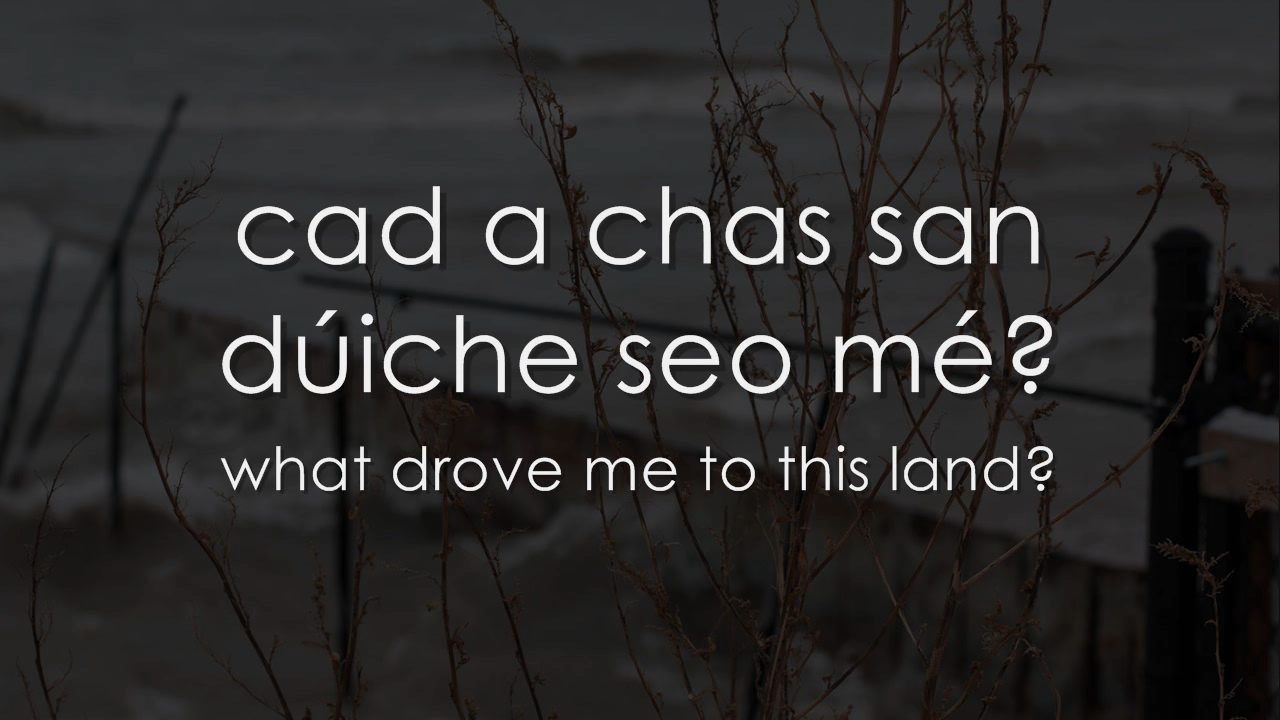 cad a chas san
dúiche seo mé?
what drove me to this land?